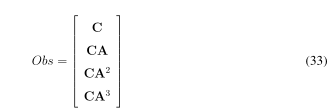 C
CA
Obs = CA² (33)
CA³